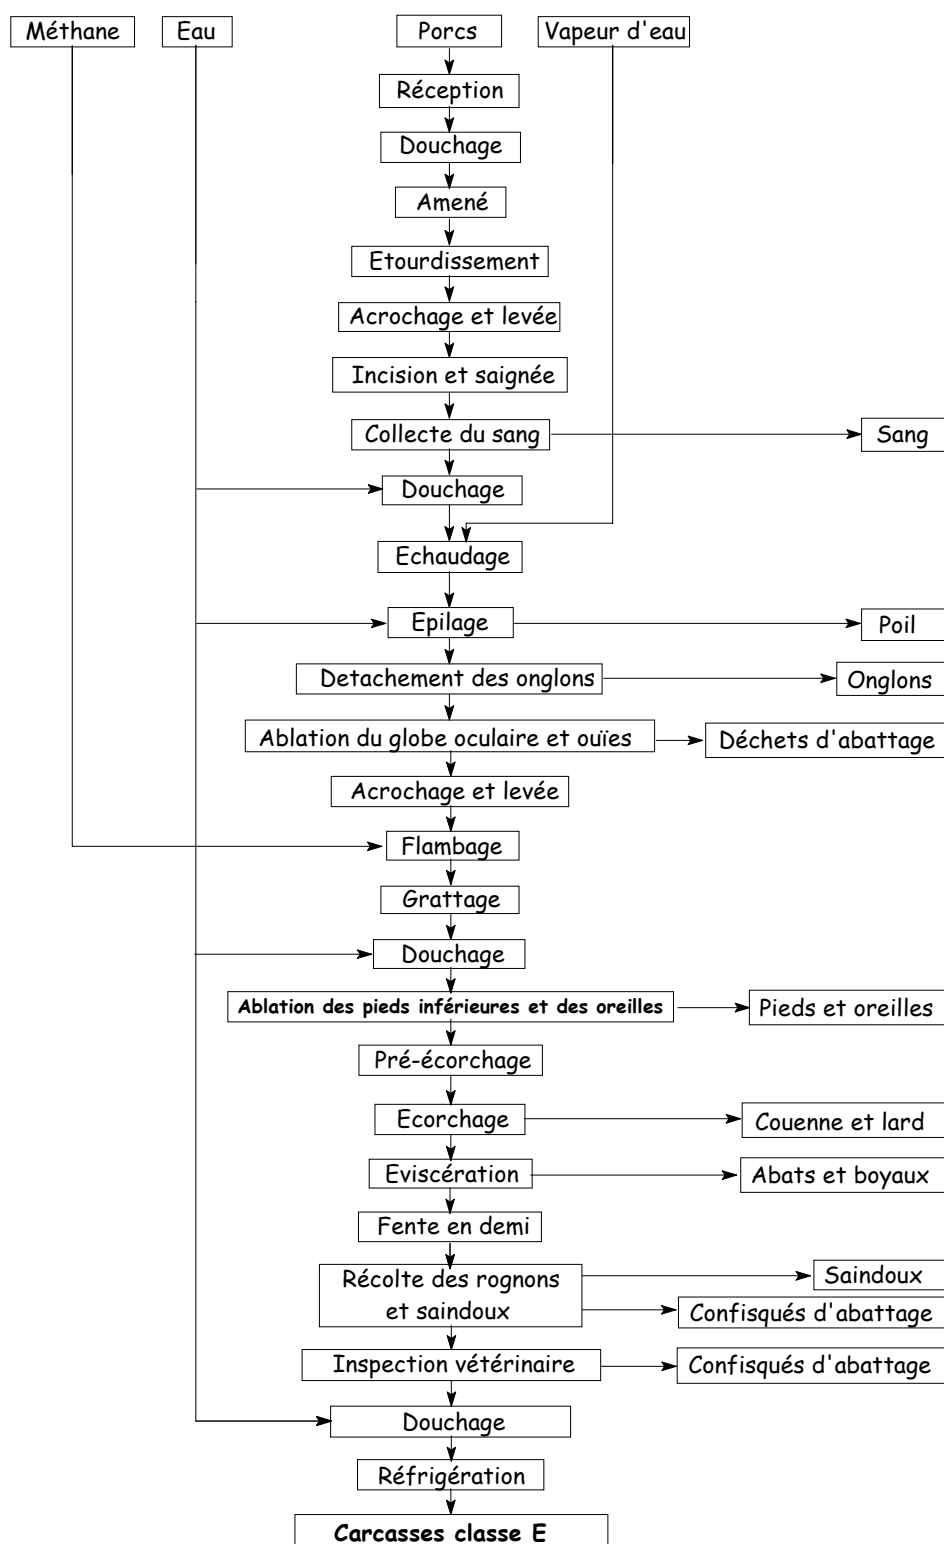 Méthane
Eau
Porcs
Vapeur d'eau
Réception
Douchage
Amené
Etourdissement
Acrochage et levée
Incision et saignée
Collecte du sang
Sang
Douchage
Echaudage
Epilage
Poil
Detachement des onglons
Onglons
Ablation du globe oculaire et ouïes
Déchets d'abattage
Acrochage et levée
Flambage
Grattage
Douchage
Ablation des pieds inférieures et des oreilles
Pieds et oreilles
Pré-écorchage
Ecorchage
Couenne et lard
Eviscération
Abats et boyaux
Fente en demi
Récolte des rognons
et saindoux
Saindoux
Confisqués d'abattage
Inspection vétérinaire
Confisqués d'abattage
Douchage
Réfrigération
Carcasses classe E